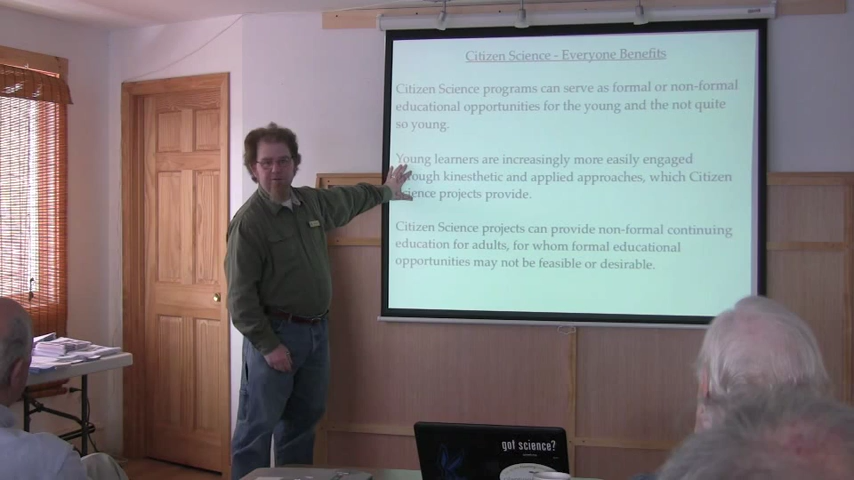 Citizen Science - Everyone Benefits
Citizen Science programs can serve as formal or non-formal
educational opportunities for the young and the not quite
so young.
Young learners are increasingly more easily engaged
through kinesthetic and applied approaches, which Citizen
Science projects provide.
Citizen Science projects can provide non-formal continuing
education for adults, for whom formal educational
opportunities may not be feasible or desirable.
got science?